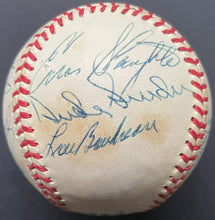 Enos Slaughter
Duke Snider
Lou Boudreau